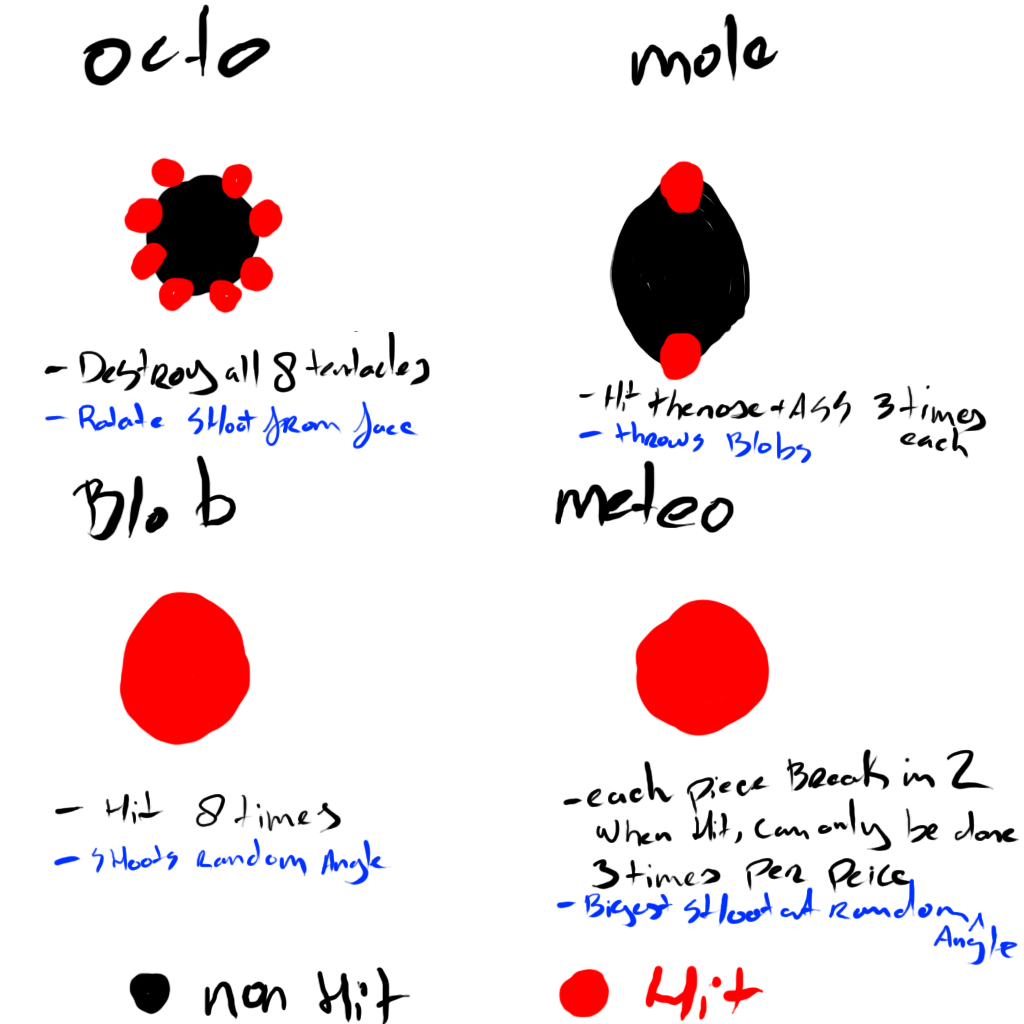 octo
- Destroy all 8 tentacles
- Rotate SHoot from face
mole
- Hit the nose + ASS 3 times
each
- throws Blobs
Blob
- Hit 8 times
- SHoots Random Angle
meteo
- each piece Break in 2
when Hit, can only be done
3 times per peice
- Bigest SHoot at Random
Angle
non Hit
Hit